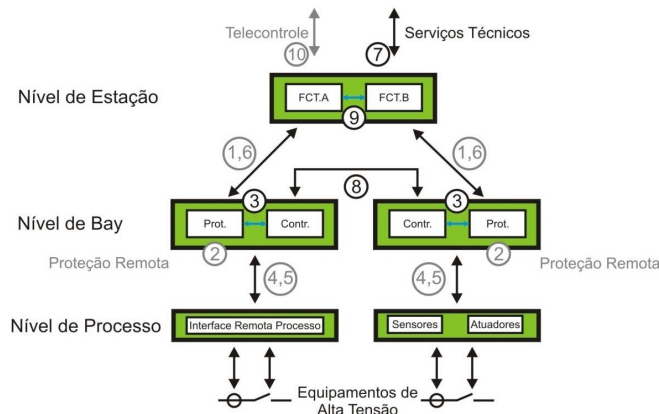 Telecontrole
10
7
Serviços Técnicos
Nível de Estação
FCT.A
FCT.B
9
1,6
1,6
8
3
3
Nível de Bay
Prot.
Contr.
Contr.
Prot.
2
2
Proteção Remota
4,5
4,5
Proteção Remota
Nível de Processo
Interface Remota Processo
Sensores
Atuadores
Equipamentos de
Alta Tensão